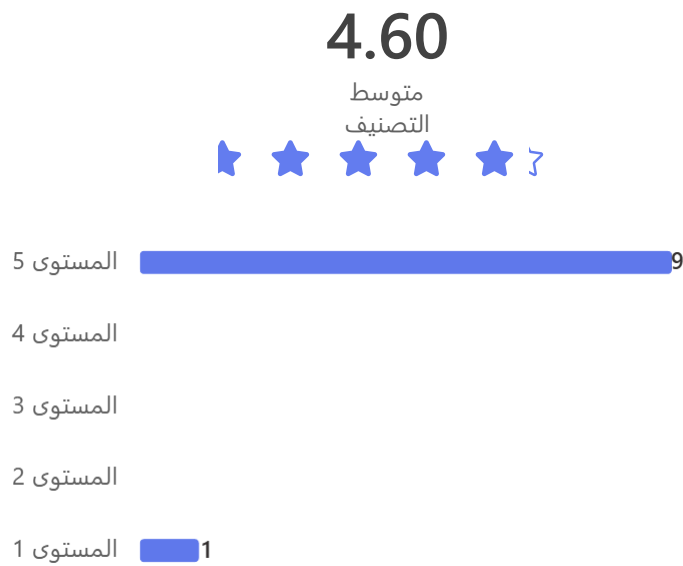 4.60
متوسط
التصنيف
المستوى 5 9
المستوى 4
المستوى 3
المستوى 2
المستوى 1 1